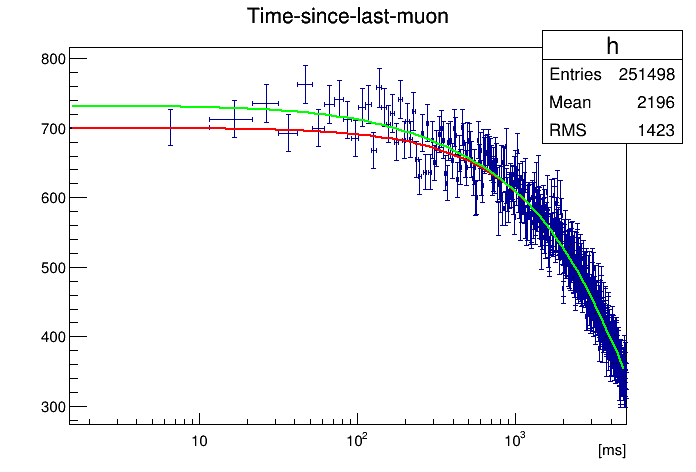 Time-since-last-muon
h
Entries 251498
Mean 2196
RMS 1423
800
700
600
500
400
300
10
10²
10³
[ms]